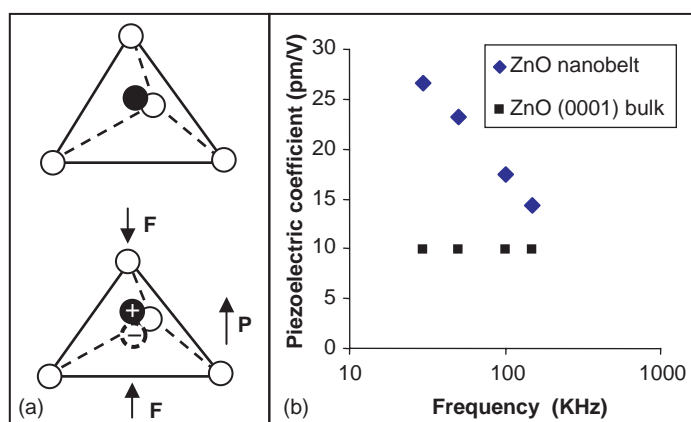 F
+
−
P
F
(a)
Piezoelectric coefficient (pm/V)
30
25
20
15
10
5
0
ZnO nanobelt
ZnO (0001) bulk
10 100 1000
Frequency (KHz)
(b)